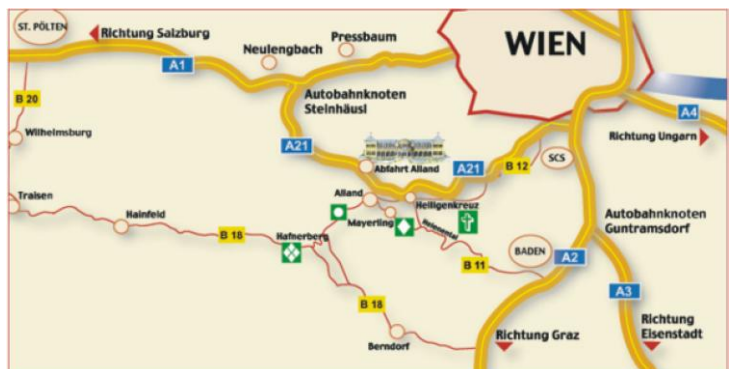 ST. PÖLTEN
Richtung Salzburg
A1
Neulengbach
Pressbaum
WIEN
B 20
Autobahnknoten
Steinhäusl
A4
Richtung Ungarn
Wilhelmsburg
A21
Abfahrt Alland
A21
B 12
SCS
Traisen
Hainfeld
Alland
Heiligenkreuz
Mayerling
Helenental
Autobahnknoten
Guntramsdorf
B 18
Hafnerberg
BADEN
A2
B 11
A3
B 18
Berndorf
Richtung Graz
Richtung
Eisenstadt